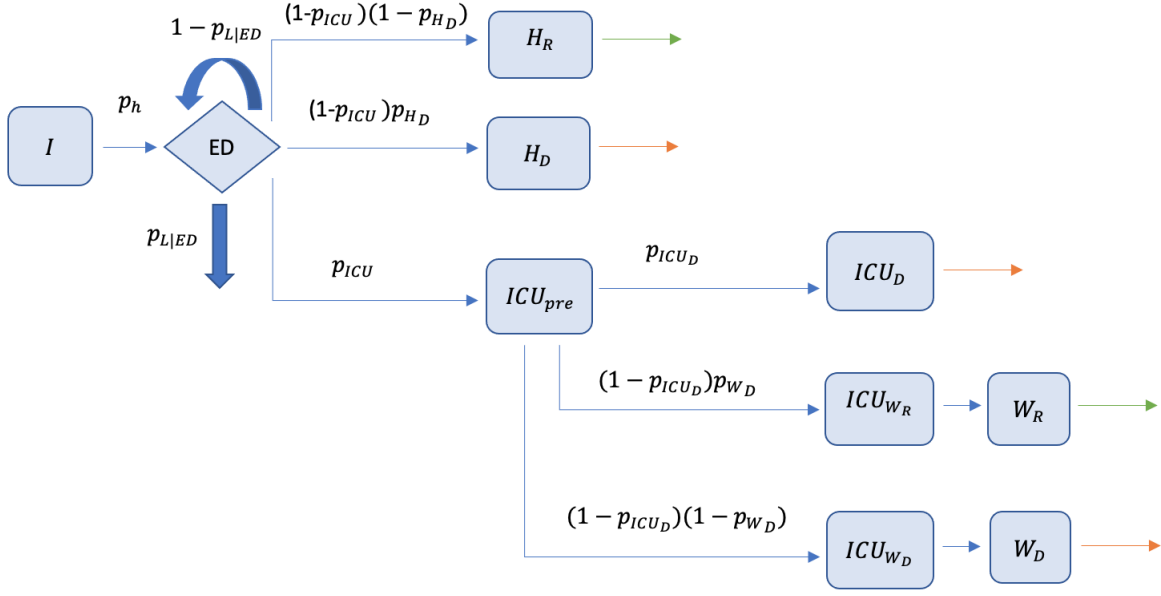 1 − p_{L|ED}
(1-p_{ICU})(1 − p_{H_D})
H_R
p_h
I
ED
(1-p_{ICU})p_{H_D}
H_D
p_{L|ED}
p_{ICU}
ICU_{pre}
p_{ICU_D}
ICU_D
(1 − p_{ICU_D})p_{W_D}
ICU_{W_R}
W_R
(1 − p_{ICU_D})(1 − p_{W_D})
ICU_{W_D}
W_D